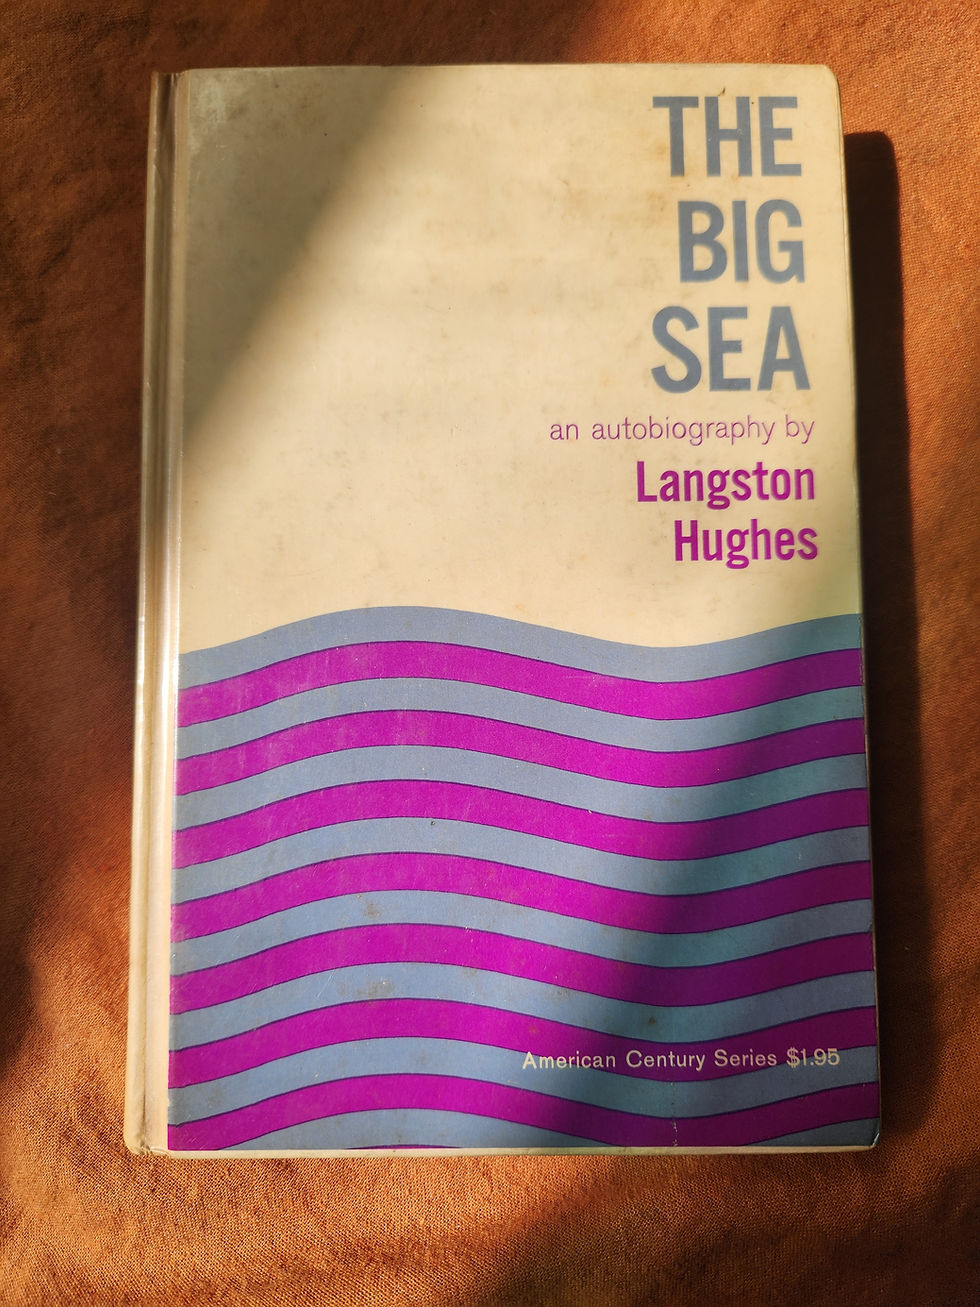 THE
BIG
SEA
an autobiography by
Langston
Hughes
American Century Series $1.95